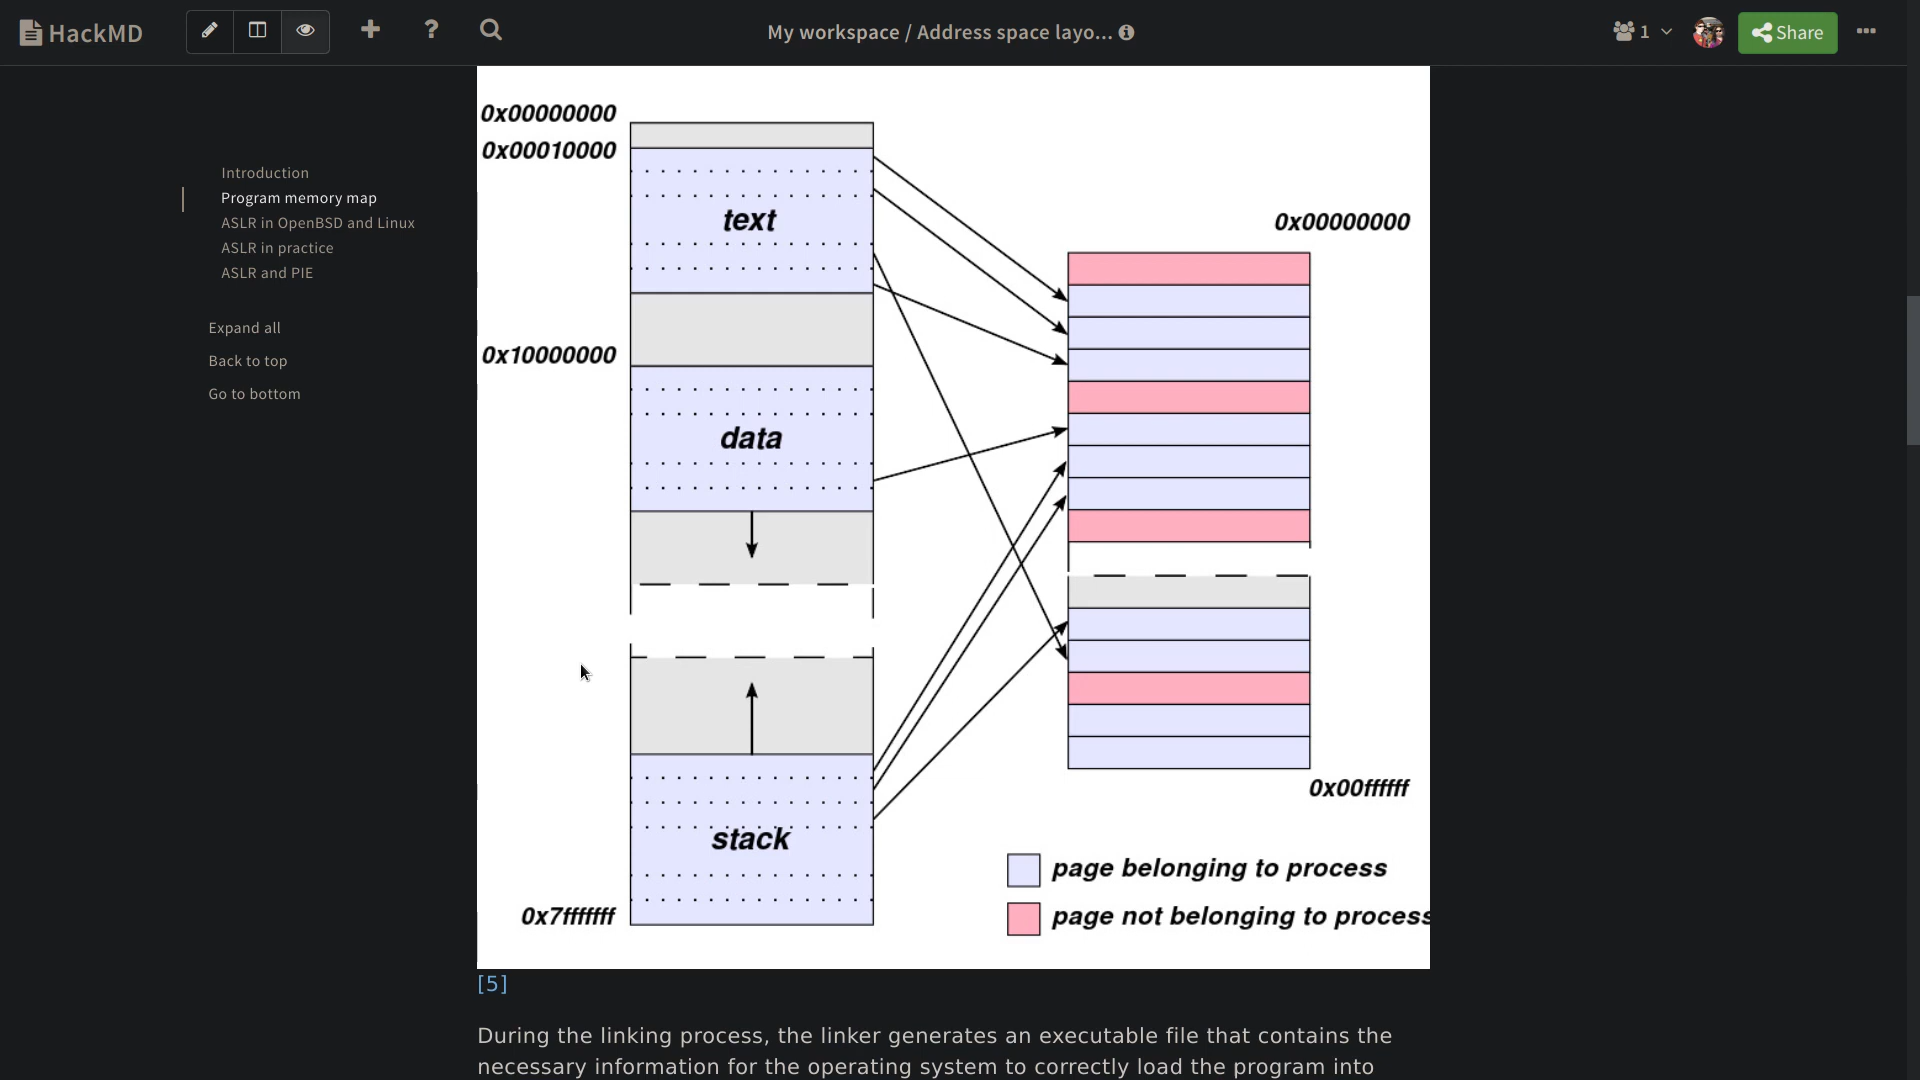 HackMD
My workspace / Address space layo...
1
Share
Introduction
Program memory map
ASLR in OpenBSD and Linux
ASLR in practice
ASLR and PIE
Expand all
Back to top
Go to bottom
0x00000000
0x00010000
text
0x10000000
data
stack
0x7fffffff
0x00000000
0x00ffffff
page belonging to process
page not belonging to process
[5]
During the linking process, the linker generates an executable file that contains the
necessary information for the operating system to correctly load the program into